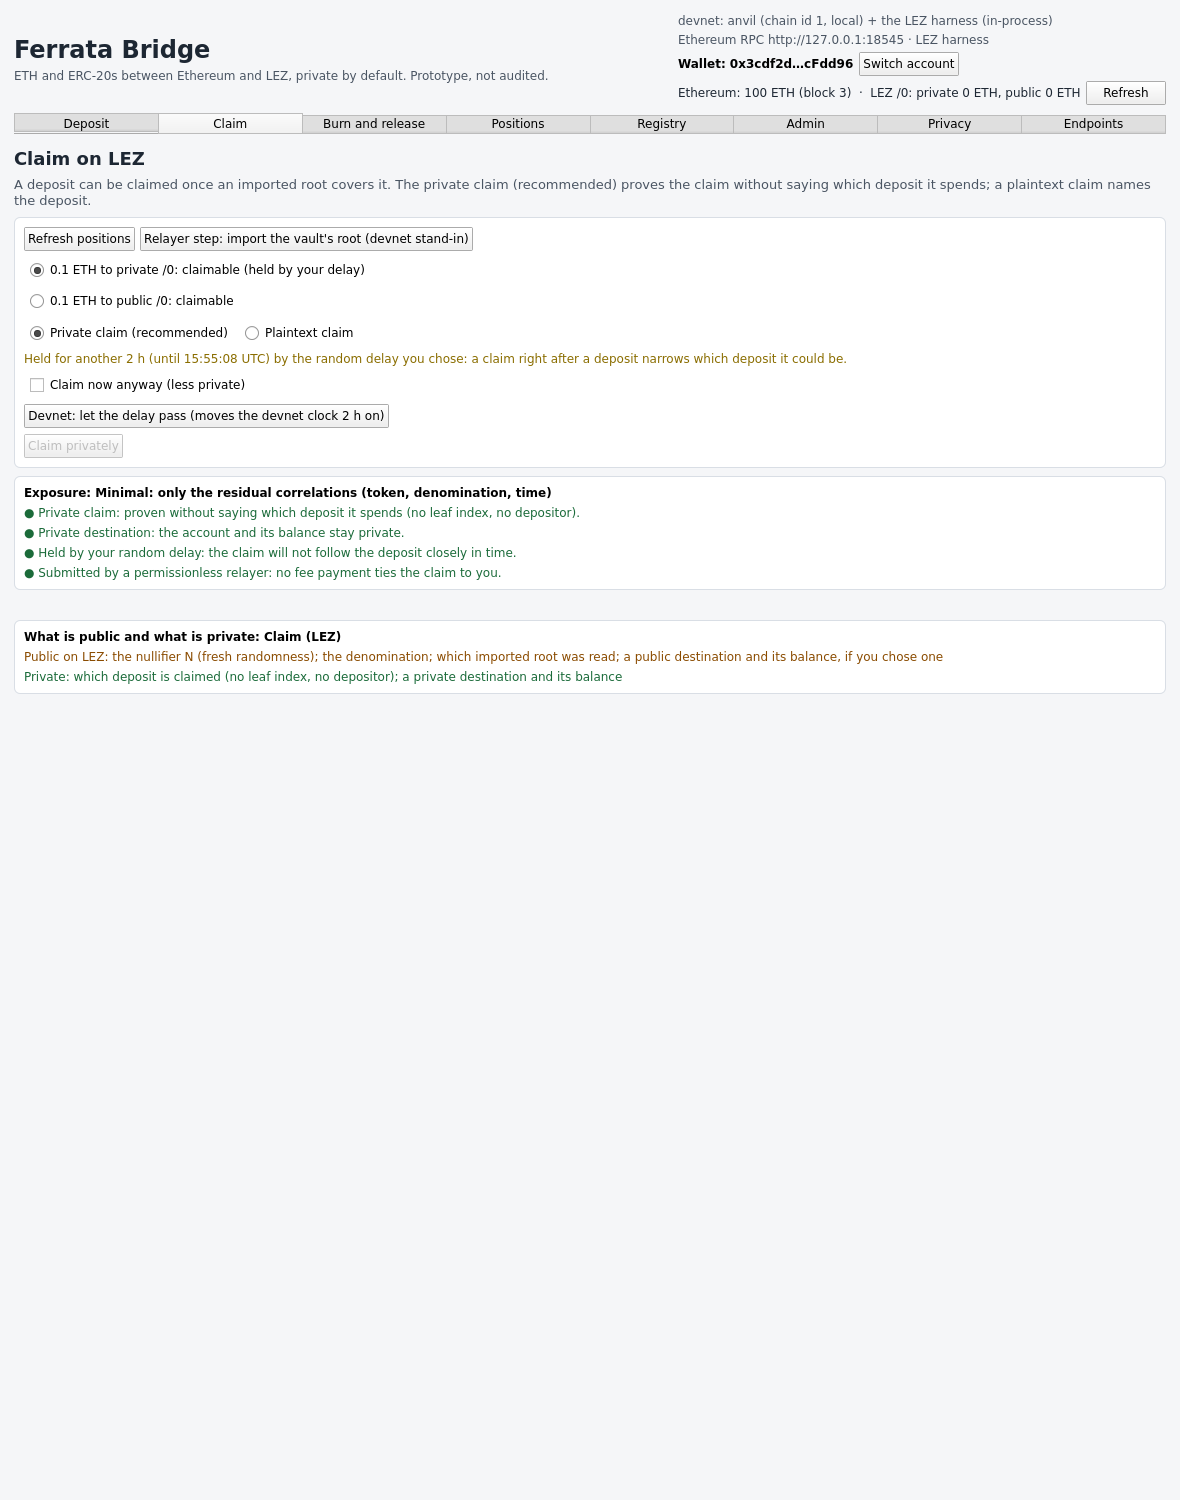 Ferrata Bridge
ETH and ERC-20s between Ethereum and LEZ, private by default. Prototype, not audited.
devnet: anvil (chain id 1, local) + the LEZ harness (in-process)
Ethereum RPC http://127.0.0.1:18545 · LEZ harness
Wallet: 0x3cdf2d…cFdd96 Switch account
Ethereum: 100 ETH (block 3) · LEZ /0: private 0 ETH, public 0 ETH Refresh
Deposit Claim Burn and release Positions Registry Admin Privacy Endpoints
Claim on LEZ
A deposit can be claimed once an imported root covers it. The private claim (recommended) proves the claim without saying which deposit it spends; a plaintext claim names
the deposit.
Refresh positions Relayer step: import the vault's root (devnet stand-in)
0.1 ETH to private /0: claimable (held by your delay)
0.1 ETH to public /0: claimable
Private claim (recommended) Plaintext claim
Held for another 2 h (until 15:55:08 UTC) by the random delay you chose: a claim right after a deposit narrows which deposit it could be.
Claim now anyway (less private)
Devnet: let the delay pass (moves the devnet clock 2 h on)
Claim privately
Exposure: Minimal: only the residual correlations (token, denomination, time)
● Private claim: proven without saying which deposit it spends (no leaf index, no depositor).
● Private destination: the account and its balance stay private.
● Held by your random delay: the claim will not follow the deposit closely in time.
● Submitted by a permissionless relayer: no fee payment ties the claim to you.
What is public and what is private: Claim (LEZ)
Public on LEZ: the nullifier N (fresh randomness); the denomination; which imported root was read; a public destination and its balance, if you chose one
Private: which deposit is claimed (no leaf index, no depositor); a private destination and its balance